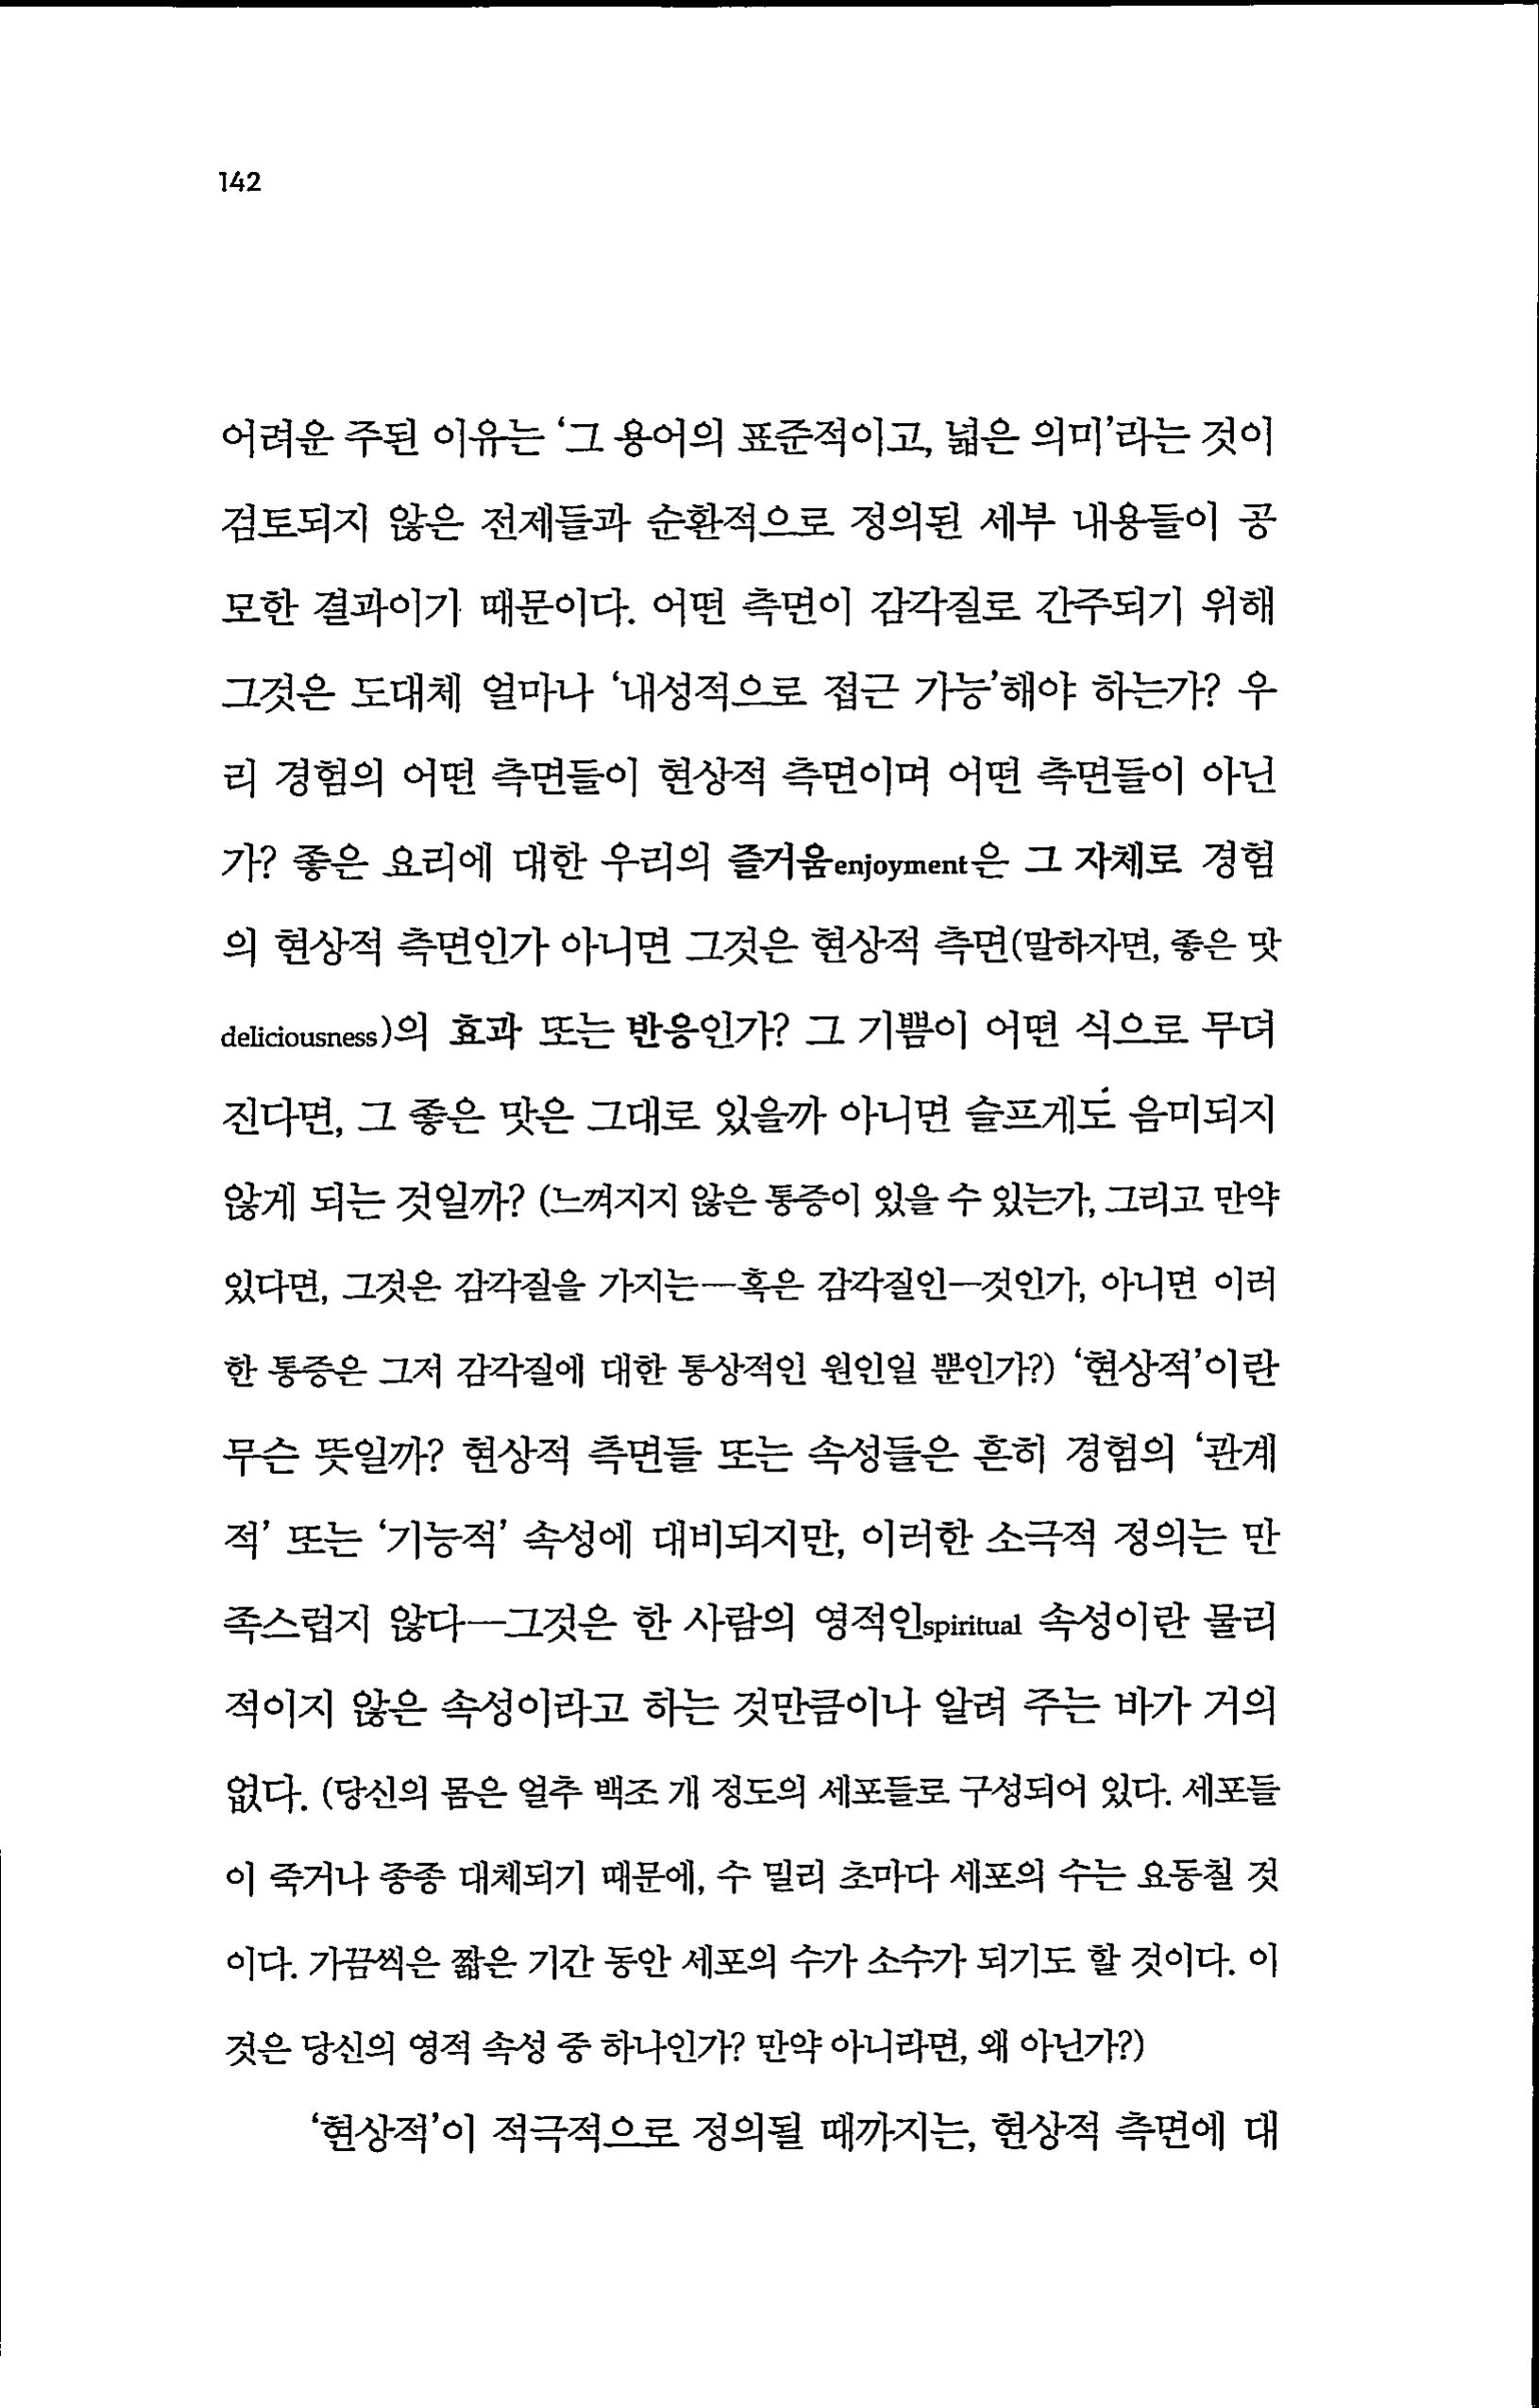 142
어려운 주된 이유는 ‘그 용어의 표준적이고, 넓은 의미’라는 것이
검토되지 않은 전제들과 순환적으로 정의된 세부 내용들이 공
모한 결과이기 때문이다. 어떤 측면이 감각질로 간주되기 위해
그것은 도대체 얼마나 ‘내성적으로 접근 가능’해야 하는가? 우
리 경험의 어떤 측면들이 현상적 측면이며 어떤 측면들이 아닌
가? 좋은 요리에 대한 우리의 즐거움enjoyment은 그 자체로 경험
의 현상적 측면인가 아니면 그것은 현상적 측면(말하자면, 좋은 맛
deliciousness)의 효과 또는 반응인가? 그 기쁨이 어떤 식으로 무뎌
진다면, 그 좋은 맛은 그대로 있을까 아니면 슬프게도 음미되지
않게 되는 것일까? (느껴지지 않은 통증이 있을 수 있는가, 그리고 만약
있다면, 그것은 감각질을 가지는—혹은 감각질인—것인가, 아니면 이러
한 통증은 그저 감각질에 대한 통상적인 원인일 뿐인가?) ‘현상적’이란
무슨 뜻일까? 현상적 측면들 또는 속성들은 흔히 경험의 ‘관계
적’ 또는 ‘기능적’ 속성에 대비되지만, 이러한 소극적 정의는 만
족스럽지 않다—그것은 한 사람의 영적인spiritual 속성이란 물리
적이지 않은 속성이라고 하는 것만큼이나 알려 주는 바가 거의
없다. (당신의 몸은 얼추 백조 개 정도의 세포들로 구성되어 있다. 세포들
이 죽거나 종종 대체되기 때문에, 수 밀리 초마다 세포의 수는 요동칠 것
이다. 가끔씩은 짧은 기간 동안 세포의 수가 소수가 되기도 할 것이다. 이
것은 당신의 영적 속성 중 하나인가? 만약 아니라면, 왜 아닌가?)
‘현상적’이 적극적으로 정의될 때까지는, 현상적 측면에 대